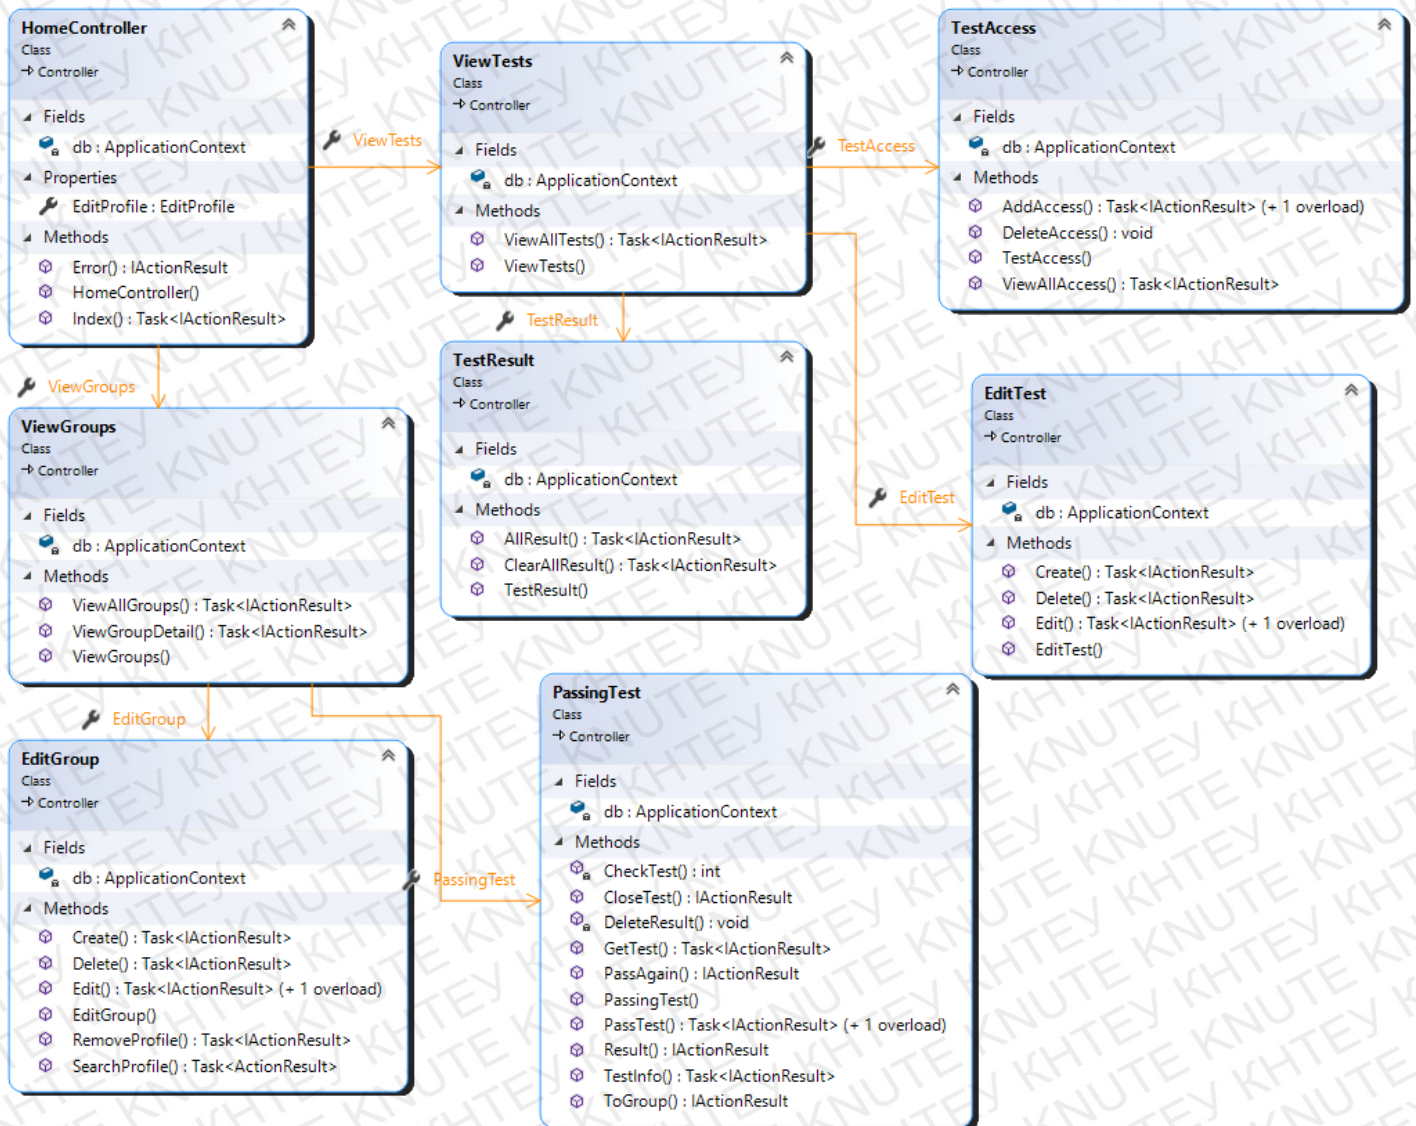 HomeController
Class
Controller
Fields
db : ApplicationContext
Properties
EditProfile : EditProfile
Methods
Error() : IActionResult
HomeController()
Index() : Task<IActionResult>
ViewTests
ViewTests
Class
Controller
Fields
db : ApplicationContext
Methods
ViewAllTests() : Task<IActionResult>
ViewTests()
TestAccess
TestAccess
Class
Controller
Fields
db : ApplicationContext
Methods
AddAccess() : Task<IActionResult> (+ 1 overload)
DeleteAccess() : void
TestAccess()
ViewAllAccess() : Task<IActionResult>
TestResult
TestResult
Class
Controller
Fields
db : ApplicationContext
Methods
AllResult() : Task<IActionResult>
ClearAllResult() : Task<IActionResult>
TestResult()
EditTest
EditTest
Class
Controller
Fields
db : ApplicationContext
Methods
Create() : Task<IActionResult>
Delete() : Task<IActionResult>
Edit() : Task<IActionResult> (+ 1 overload)
EditTest()
ViewGroups
ViewGroups
Class
Controller
Fields
db : ApplicationContext
Methods
ViewAllGroups() : Task<IActionResult>
ViewGroupDetail() : Task<IActionResult>
ViewGroups()
EditGroup
EditGroup
Class
Controller
Fields
db : ApplicationContext
Methods
Create() : Task<IActionResult>
Delete() : Task<IActionResult>
Edit() : Task<IActionResult> (+ 1 overload)
EditGroup()
RemoveProfile() : Task<IActionResult>
SearchProfile() : Task<ActionResult>
PassingTest
PassingTest
Class
Controller
Fields
db : ApplicationContext
Methods
CheckTest() : int
CloseTest() : IActionResult
DeleteResult() : void
GetTest() : Task<IActionResult>
PassAgain() : IActionResult
PassingTest()
PassTest() : Task<IActionResult> (+ 1 overload)
Result() : IActionResult
TestInfo() : Task<IActionResult>
ToGroup() : IActionResult
KNUTE KHTEY